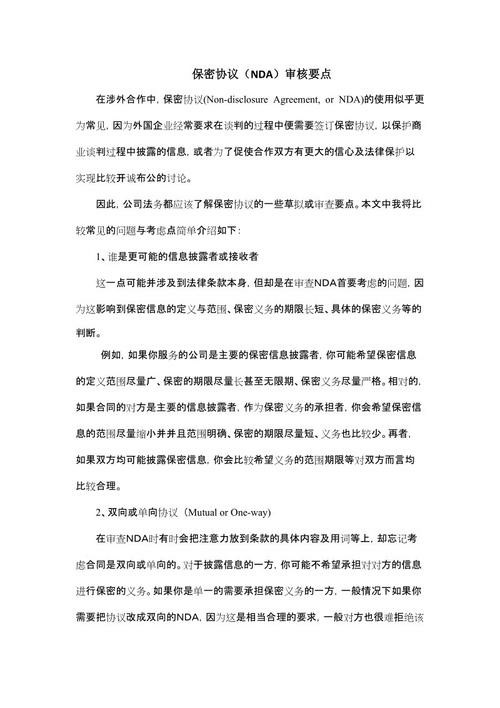 保密协议（NDA）审核要点
在涉外合作中，保密协议(Non-disclosure Agreement, or NDA)的使用似乎更
为常见，因为外国企业经常要求在谈判的过程中便需要签订保密协议，以保护商
业谈判过程中披露的信息，或者为了促使合作双方有更大的信心及法律保护以
实现比较开诚布公的讨论。
因此，公司法务都应该了解保密协议的一些草拟或审查要点。本文中我将比
较常见的问题与考虑点简单介绍如下：
1、谁是更可能的信息披露者或接收者
这一点可能并涉及到法律条款本身，但却是在审查NDA首要考虑的问题，因
为这影响到保密信息的定义与范围、保密义务的期限长短、具体的保密义务等的
判断。
例如，如果你服务的公司是主要的保密信息披露者，你可能希望保密信息
的定义范围尽量广、保密的期限尽量长甚至无限期、保密义务尽量严格。相对的，
如果合同的对方是主要的信息披露者，作为保密义务的承担者，你会希望保密信
息的范围尽量缩小并并且范围明确、保密的期限尽量短、义务也比较少。再者，
如果双方均可能披露保密信息，你会比较希望义务的范围期限等对双方而言均
比较合理。
2、双向或单向协议（Mutual or One-way)
在审查NDA时有时会把注意力放到条款的具体内容及用词等上，却忘记考
虑合同是双向或单向的。对于披露信息的一方，你可能不希望承担对对方的信息
进行保密的义务。如果你是单一的需要承担保密义务的一方，一般情况下如果你
需要把协议改成双向的NDA，因为这是相当合理的要求，一般对方也很难拒绝该